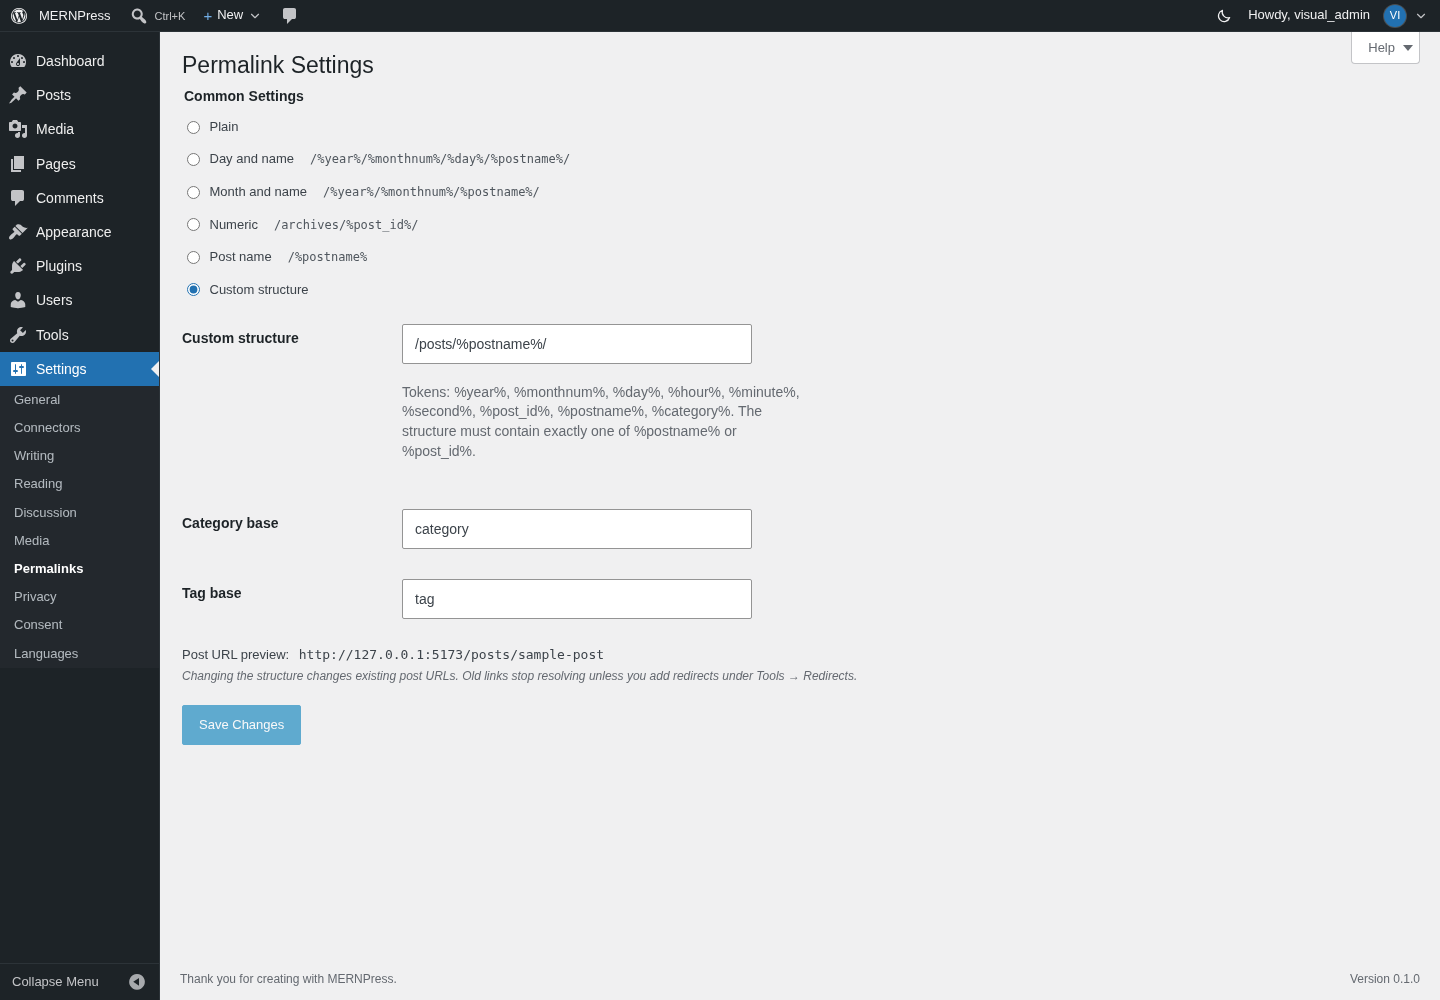 MERNPress
Ctrl+K
+ New
Howdy, visual_admin
VI
Help
Dashboard
Posts
Media
Pages
Comments
Appearance
Plugins
Users
Tools
Settings
General
Connectors
Writing
Reading
Discussion
Media
Permalinks
Privacy
Consent
Languages
Collapse Menu
Permalink Settings
Common Settings
Plain
Day and name /%year%/%monthnum%/%day%/%postname%/
Month and name /%year%/%monthnum%/%postname%/
Numeric /archives/%post_id%/
Post name /%postname%
Custom structure
Custom structure
/posts/%postname%/
Tokens: %year%, %monthnum%, %day%, %hour%, %minute%,
%second%, %post_id%, %postname%, %category%. The
structure must contain exactly one of %postname% or
%post_id%.
Category base
category
Tag base
tag
Post URL preview: http://127.0.0.1:5173/posts/sample-post
Changing the structure changes existing post URLs. Old links stop resolving unless you add redirects under Tools → Redirects.
Save Changes
Thank you for creating with MERNPress.
Version 0.1.0